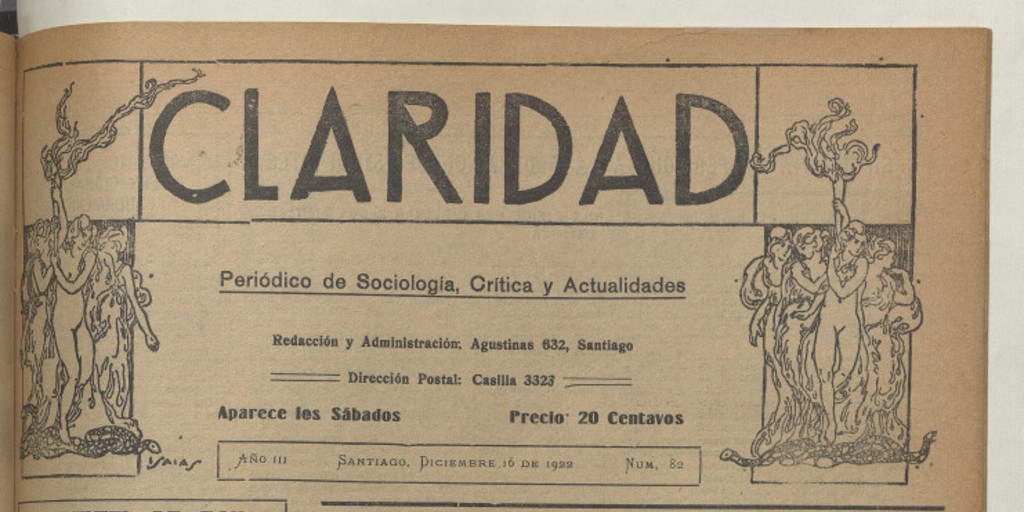 CLARIDAD
Periódico de Sociología, Crítica y Actualidades
Redacción y Administración: Agustinas 632, Santiago
Dirección Postal: Casilla 3323
Aparece los Sábados Precio 20 Centavos
AÑO III SANTIAGO, DICIEMBRE 16 DE 1922 NUM, 82
ISAIAS